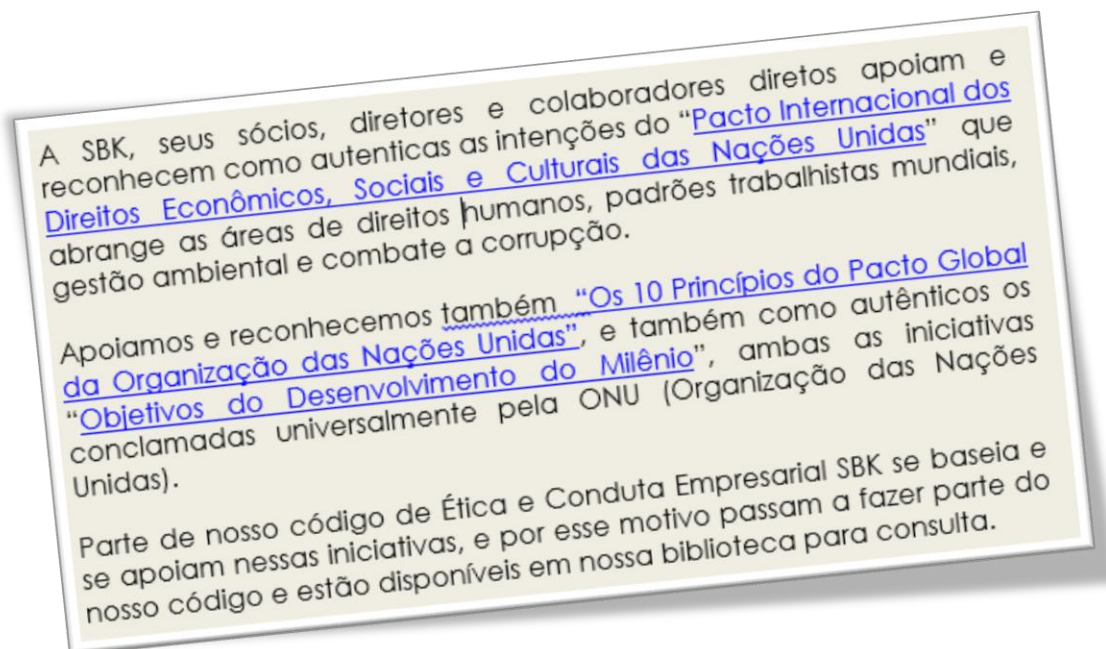 A SBK, seus sócios, diretores e colaboradores diretos apoiam e
reconhecem como autenticas as intenções do “Pacto Internacional dos
Direitos Econômicos, Sociais e Culturais das Nações Unidas” que
abrange as áreas de direitos humanos, padrões trabalhistas mundiais,
gestão ambiental e combate a corrupção.
Apoiamos e reconhecemos também “Os 10 Princípios do Pacto Global
da Organização das Nações Unidas”, e também como autênticos os
“Objetivos do Desenvolvimento do Milênio”, ambas as iniciativas
conclamadas universalmente pela ONU (Organização das Nações
Unidas).
Parte de nosso código de Ética e Conduta Empresarial SBK se baseia e
se apoiam nessas iniciativas, e por esse motivo passam a fazer parte do
nosso código e estão disponíveis em nossa biblioteca para consulta.